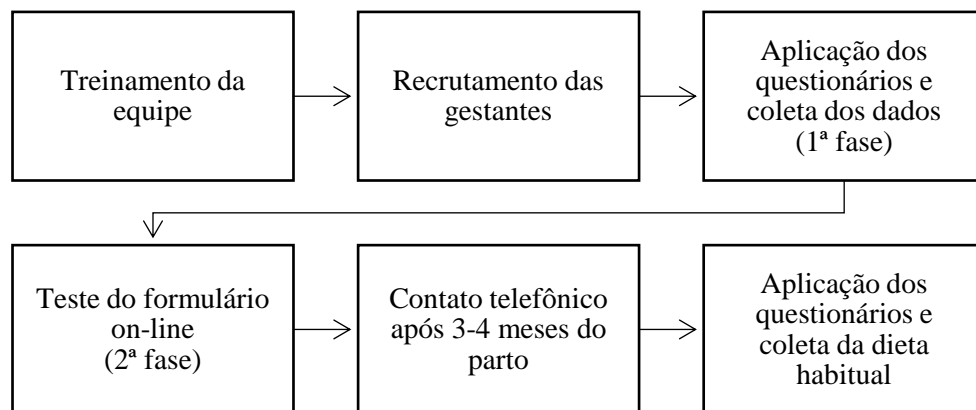 Treinamento da
equipe
Recrutamento das
gestantes
Aplicação dos
questionários e
coleta dos dados
(1ª fase)
Teste do formulário
on-line
(2ª fase)
Contato telefônico
após 3-4 meses do
parto
Aplicação dos
questionários e
coleta da dieta
habitual